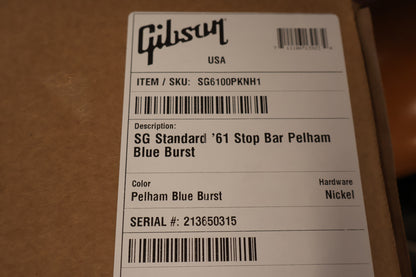 Gibson
USA
ITEM / SKU: SG6100PKNH1
Description:
SG Standard '61 Stop Bar Pelham
Blue Burst
Color
Hardware
Pelham Blue Burst
Nickel
SERIAL #: 213650315